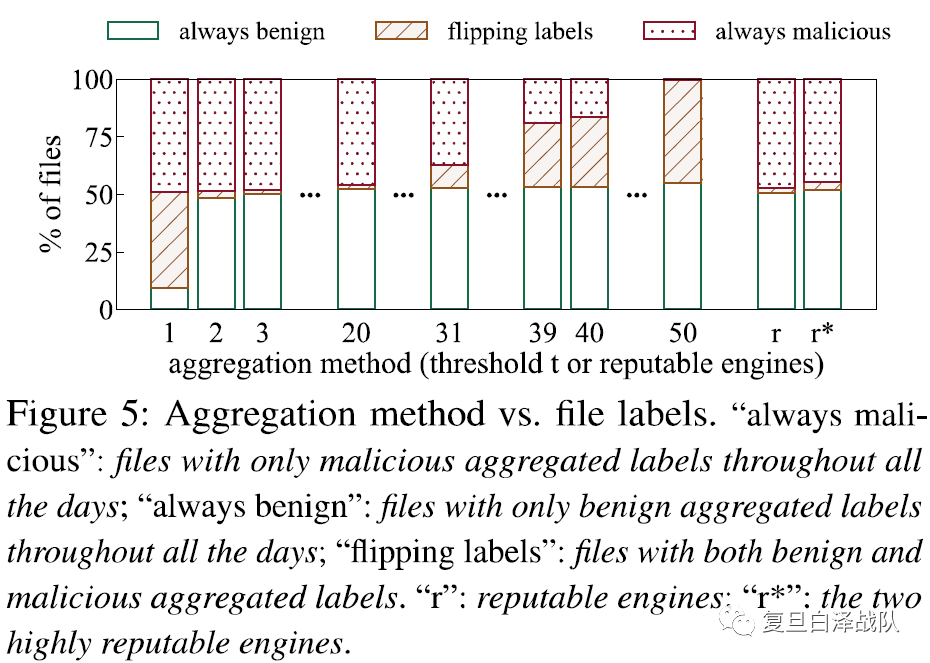 always benign flipping labels always malicious
100
75
50
25
0
% of files
... ... ... ...
1 2 3 20 31 39 40 50 r r*
aggregation method (threshold t or reputable engines)
Figure 5: Aggregation method vs. file labels. “always mali-
cious”: files with only malicious aggregated labels throughout all
the days; “always benign”: files with only benign aggregated labels
throughout all the days; “flipping labels”: files with both benign and
malicious aggregated labels. “r”: reputable engines; “r*”: the two
highly reputable engines.
复旦白泽战队